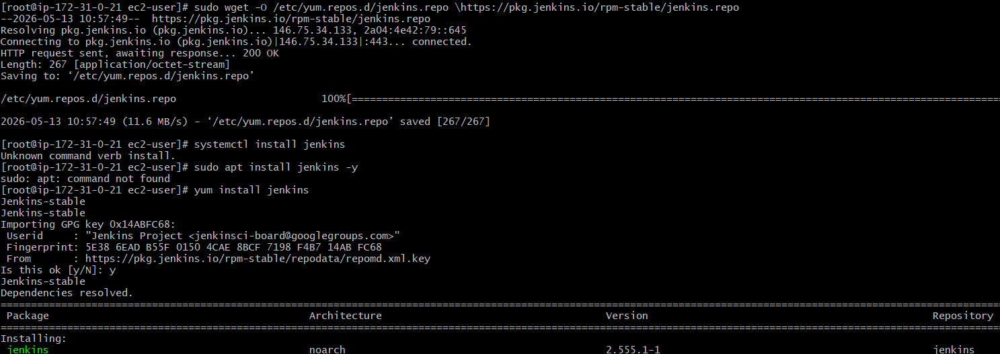 [root@ip-172-31-0-21 ec2-user]# sudo wget -O /etc/yum.repos.d/jenkins.repo \https://pkg.jenkins.io/rpm-stable/jenkins.repo
--2026-05-13 10:57:49--  https://pkg.jenkins.io/rpm-stable/jenkins.repo
Resolving pkg.jenkins.io (pkg.jenkins.io)... 146.75.34.133, 2a04:4e42:79::645
Connecting to pkg.jenkins.io (pkg.jenkins.io)|146.75.34.133|:443... connected.
HTTP request sent, awaiting response... 200 OK
Length: 267 [application/octet-stream]
Saving to: ‘/etc/yum.repos.d/jenkins.repo’
/etc/yum.repos.d/jenkins.repo 100%[==============================================================================================================
2026-05-13 10:57:49 (11.6 MB/s) - ‘/etc/yum.repos.d/jenkins.repo’ saved [267/267]
[root@ip-172-31-0-21 ec2-user]# systemctl install jenkins
Unknown command verb install.
[root@ip-172-31-0-21 ec2-user]# sudo apt install jenkins -y
sudo: apt: command not found
[root@ip-172-31-0-21 ec2-user]# yum install jenkins
Jenkins-stable
Jenkins-stable
Importing GPG key 0x14ABFC68:
 Userid     : "Jenkins Project <jenkinsci-board@googlegroups.com>"
 Fingerprint: 5E38 6EAD B55F 0150 4CAE 8BCF 7198 F4B7 14AB FC68
 From       : https://pkg.jenkins.io/rpm-stable/repodata/repomd.xml.key
Is this ok [y/N]: y
Jenkins-stable
Dependencies resolved.
 Package Architecture Version Repository
Installing:
 jenkins noarch 2.555.1-1 jenkins